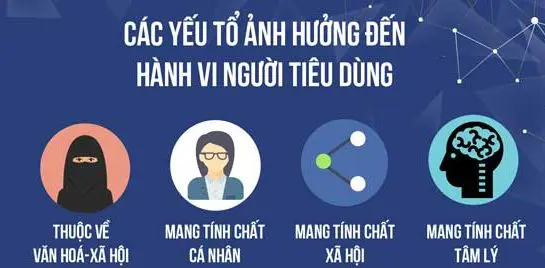 CÁC YẾU TỐ ẢNH HƯỞNG ĐẾN
HÀNH VI NGƯỜI TIÊU DÙNG
THUỘC VỀ
VĂN HOÁ-XÃ HỘI
MANG TÍNH CHẤT
CÁ NHÂN
MANG TÍNH CHẤT
XÃ HỘI
MANG TÍNH CHẤT
TÂM LÝ